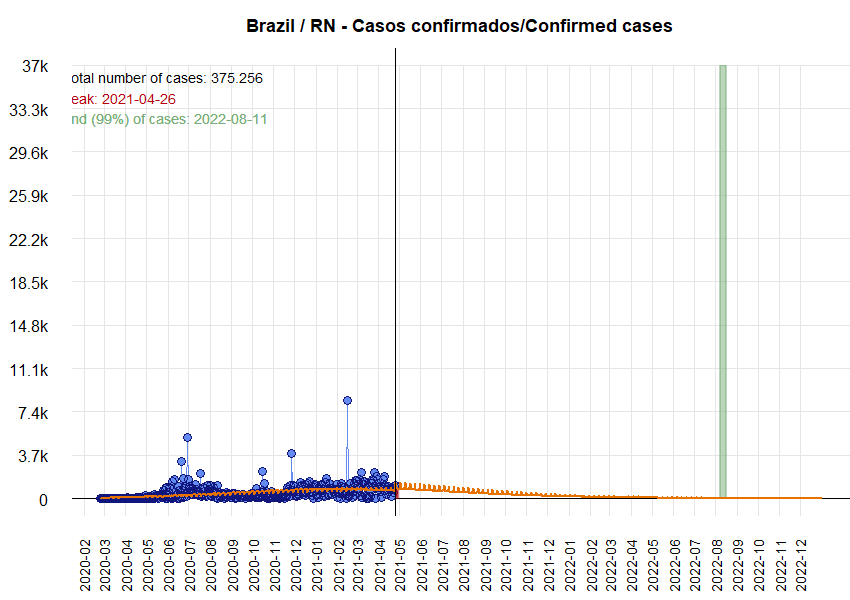 Brazil / RN - Casos confirmados/Confirmed cases
otal number of cases: 375.256
eak: 2021-04-26
nd (99%) of cases: 2022-08-11
37k
33.3k
29.6k
25.9k
22.2k
18.5k
14.8k
11.1k
7.4k
3.7k
0
2020-02
2020-03
2020-04
2020-05
2020-06
2020-07
2020-08
2020-09
2020-10
2020-11
2020-12
2021-01
2021-02
2021-03
2021-04
2021-05
2021-06
2021-07
2021-08
2021-09
2021-10
2021-11
2021-12
2022-01
2022-02
2022-03
2022-04
2022-05
2022-06
2022-07
2022-08
2022-09
2022-10
2022-11
2022-12